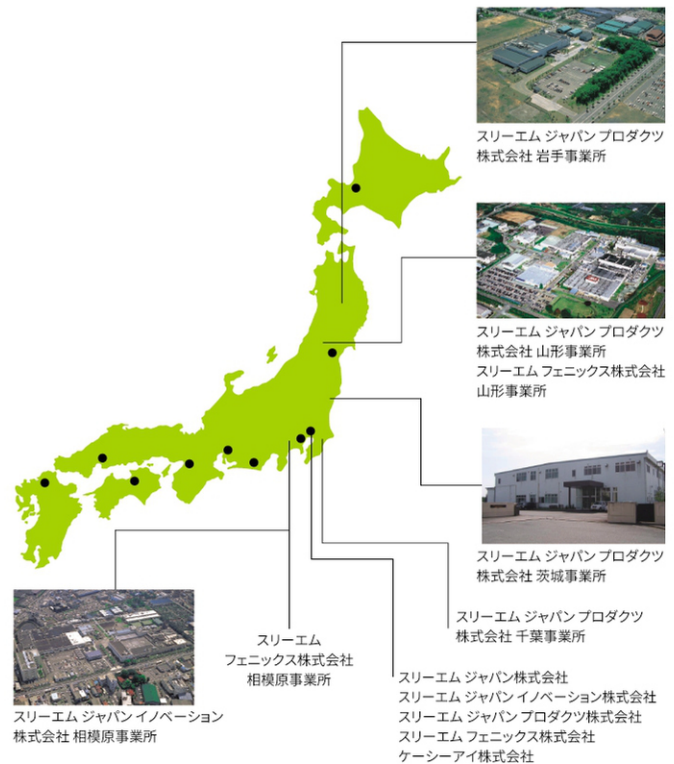 スリーエム ジャパン プロダクツ
株式会社 岩手事業所
スリーエム ジャパン プロダクツ
株式会社 山形事業所
スリーエム フェニックス株式会社
山形事業所
スリーエム ジャパン プロダクツ
株式会社 茨城事業所
スリーエム ジャパン プロダクツ
株式会社 千葉事業所
スリーエム
フェニックス株式会社
相模原事業所
スリーエム ジャパン株式会社
スリーエム ジャパン イノベーション株式会社
スリーエム ジャパン プロダクツ株式会社
スリーエム フェニックス株式会社
ケーシーアイ株式会社
スリーエム ジャパン イノベーション
株式会社 相模原事業所